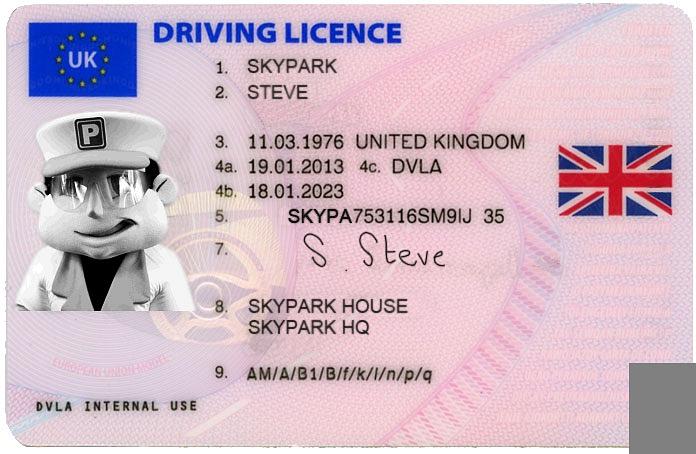 DRIVING LICENCE
UK
1. SKYPARK
2. STEVE
P
3. 11.03.1976 UNITED KINGDOM
4a. 19.01.2013 4c. DVLA
4b. 18.01.2023
5. SKYPA753116SM9IJ 35
7. S. Steve
8. SKYPARK HOUSE
SKYPARK HQ
EUROPEAN UNION MODEL
9. AM/A/B1/B/f/k/l/n/p/q
DVLA INTERNAL USE